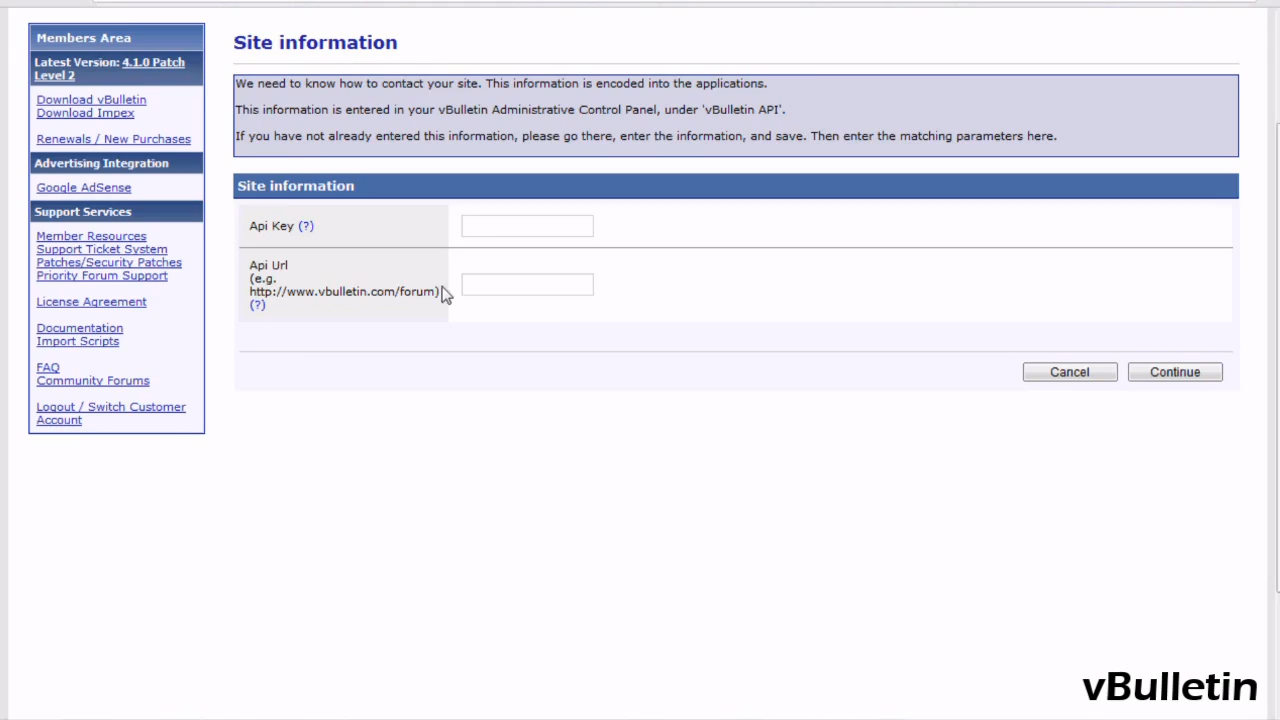 Members Area
Latest Version: 4.1.0 Patch
Level 2
Download vBulletin
Download Impex
Renewals / New Purchases
Advertising Integration
Google AdSense
Support Services
Member Resources
Support Ticket System
Patches/Security Patches
Priority Forum Support
License Agreement
Documentation
Import Scripts
FAQ
Community Forums
Logout / Switch Customer
Account
Site information
We need to know how to contact your site. This information is encoded into the applications.
This information is entered in your vBulletin Administrative Control Panel, under 'vBulletin API'.
If you have not already entered this information, please go there, enter the information, and save. Then enter the matching parameters here.
Site information
Api Key (?)
Api Url
(e.g.
http://www.vbulletin.com/forum)
(?)
Cancel
Continue
vBulletin